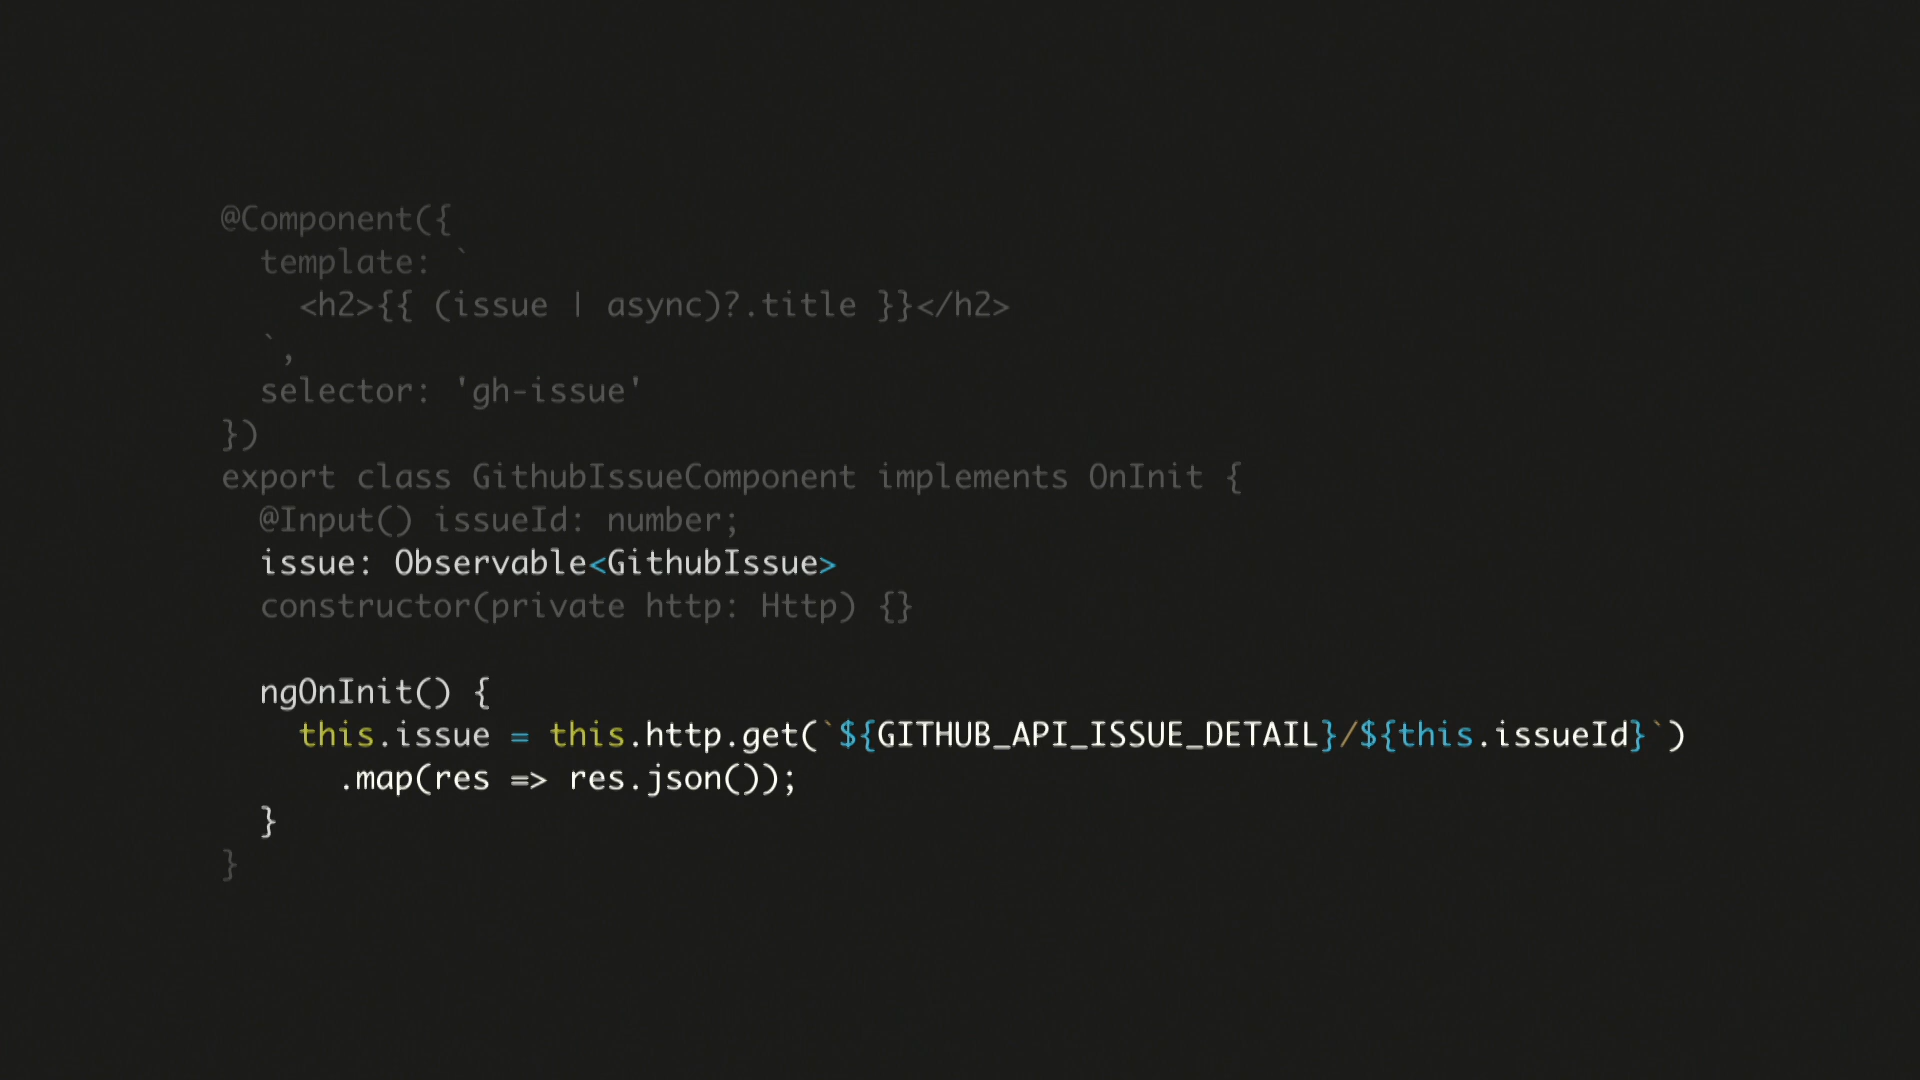 @Component({
  template: `
    <h2>{{ (issue | async)?.title }}</h2>
  `,
  selector: 'gh-issue'
})
export class GithubIssueComponent implements OnInit {
  @Input() issueId: number;
  issue: Observable<GithubIssue>
  constructor(private http: Http) {}

  ngOnInit() {
    this.issue = this.http.get(`${GITHUB_API_ISSUE_DETAIL}/${this.issueId}`)
      .map(res => res.json());
  }
}